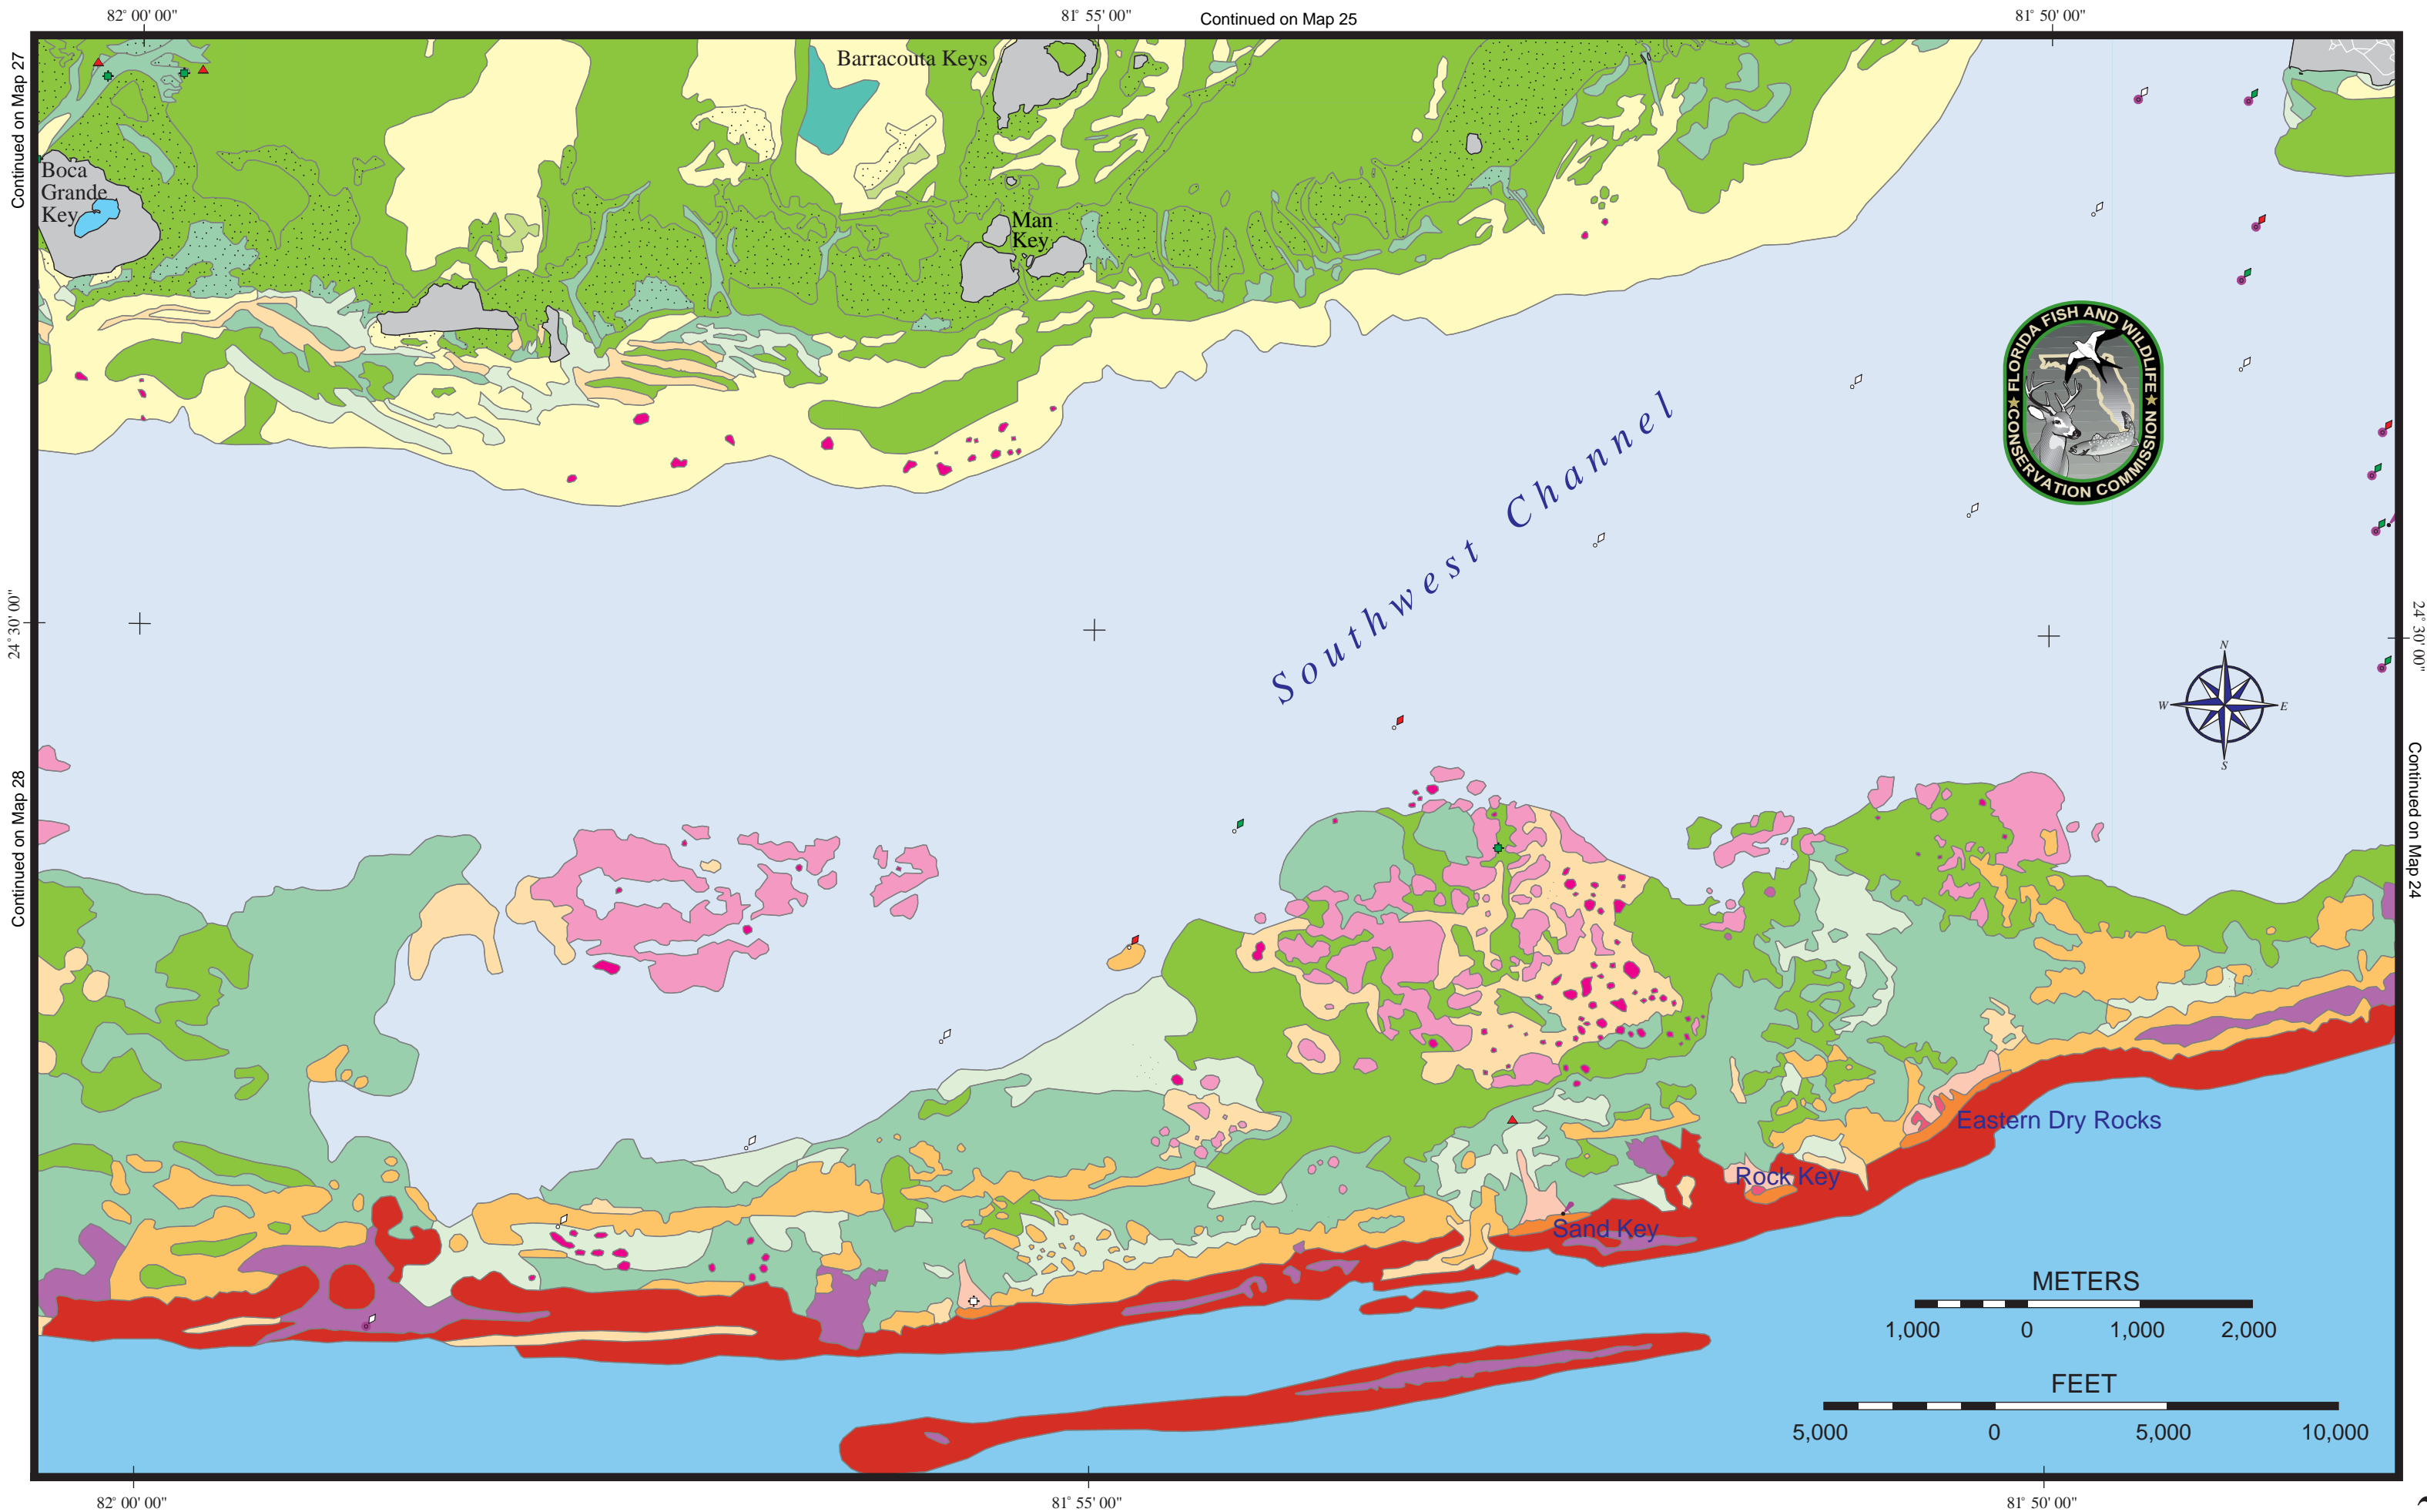 82° 00' 00"
81° 55' 00"
Continued on Map 25
81° 50' 00"
Continued on Map 27
Barracouta Keys
Boca
Grande
Key
Man
Key
FLORIDA FISH AND WILDLIFE
CONSERVATION COMMISSION
Southwest Channel
24° 30' 00"
24° 30' 00"
N
W
E
S
Continued on Map 28
Continued on Map 24
Eastern Dry Rocks
Rock Key
Sand Key
METERS
1,000 0 1,000 2,000
FEET
5,000 0 5,000 10,000
82° 00' 00"
81° 55' 00"
81° 50' 00"